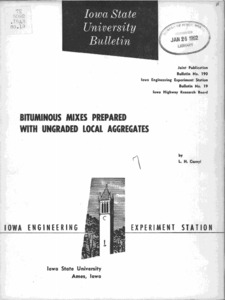 Iowa State
University
Bulletin
JAN 26 1962
LIBRARY
Joint Publication
Bulletin No. 190
Iowa Engineering Experiment Station
Bulletin No. 19
Iowa Highway Research Board
BITUMINOUS MIXES PREPARED
WITH UNGRADED LOCAL AGGREGATES
by
L. H. Csanyi
IOWA ENGINEERING EXPERIMENT STATION
Iowa State University
Ames, Iowa